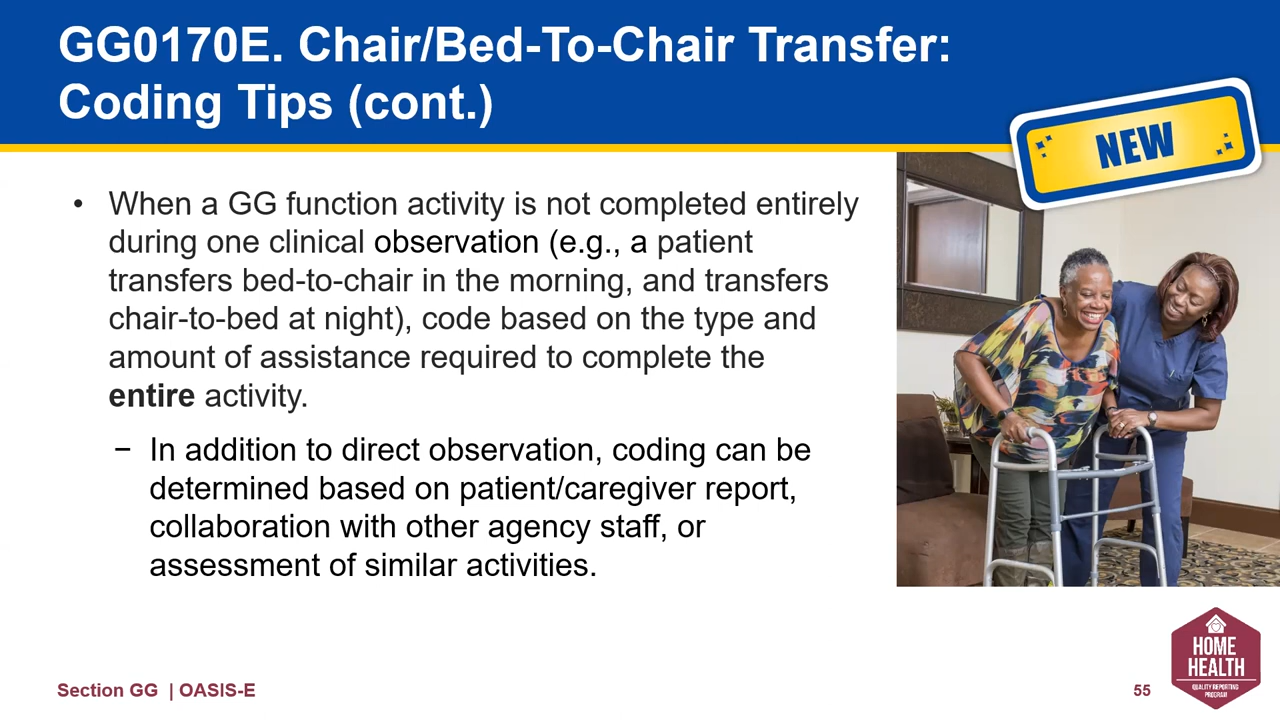 GG0170E. Chair/Bed-To-Chair Transfer:
Coding Tips (cont.)
NEW
• When a GG function activity is not completed entirely
during one clinical observation (e.g., a patient
transfers bed-to-chair in the morning, and transfers
chair-to-bed at night), code based on the type and
amount of assistance required to complete the
entire activity.
− In addition to direct observation, coding can be
determined based on patient/caregiver report,
collaboration with other agency staff, or
assessment of similar activities.
HOME
HEALTH
QUALITY REPORTING
PROGRAM
Section GG | OASIS-E
55